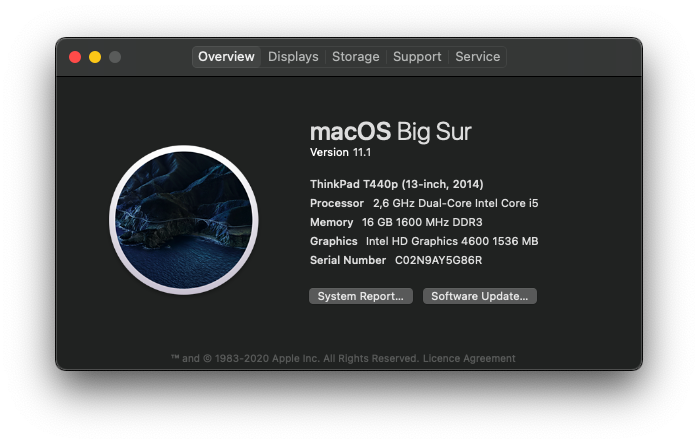 Overview Displays Storage Support Service
macOS Big Sur
Version 11.1
ThinkPad T440p (13-inch, 2014)
Processor 2,6 GHz Dual-Core Intel Core i5
Memory 16 GB 1600 MHz DDR3
Graphics Intel HD Graphics 4600 1536 MB
Serial Number C02N9AY5G86R
System Report... Software Update...
™ and © 1983-2020 Apple Inc. All Rights Reserved. Licence Agreement